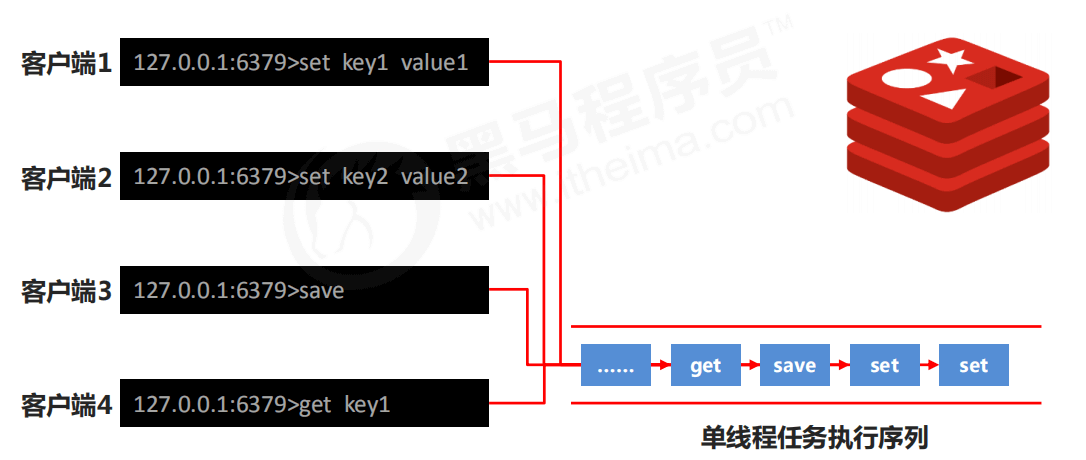 客户端1 127.0.0.1:6379>set key1 value1
客户端2 127.0.0.1:6379>set key2 value2
客户端3 127.0.0.1:6379>save
客户端4 127.0.0.1:6379>get key1
...... get save set set
单线程任务执行序列
黑马程序员™
www.itheima.com